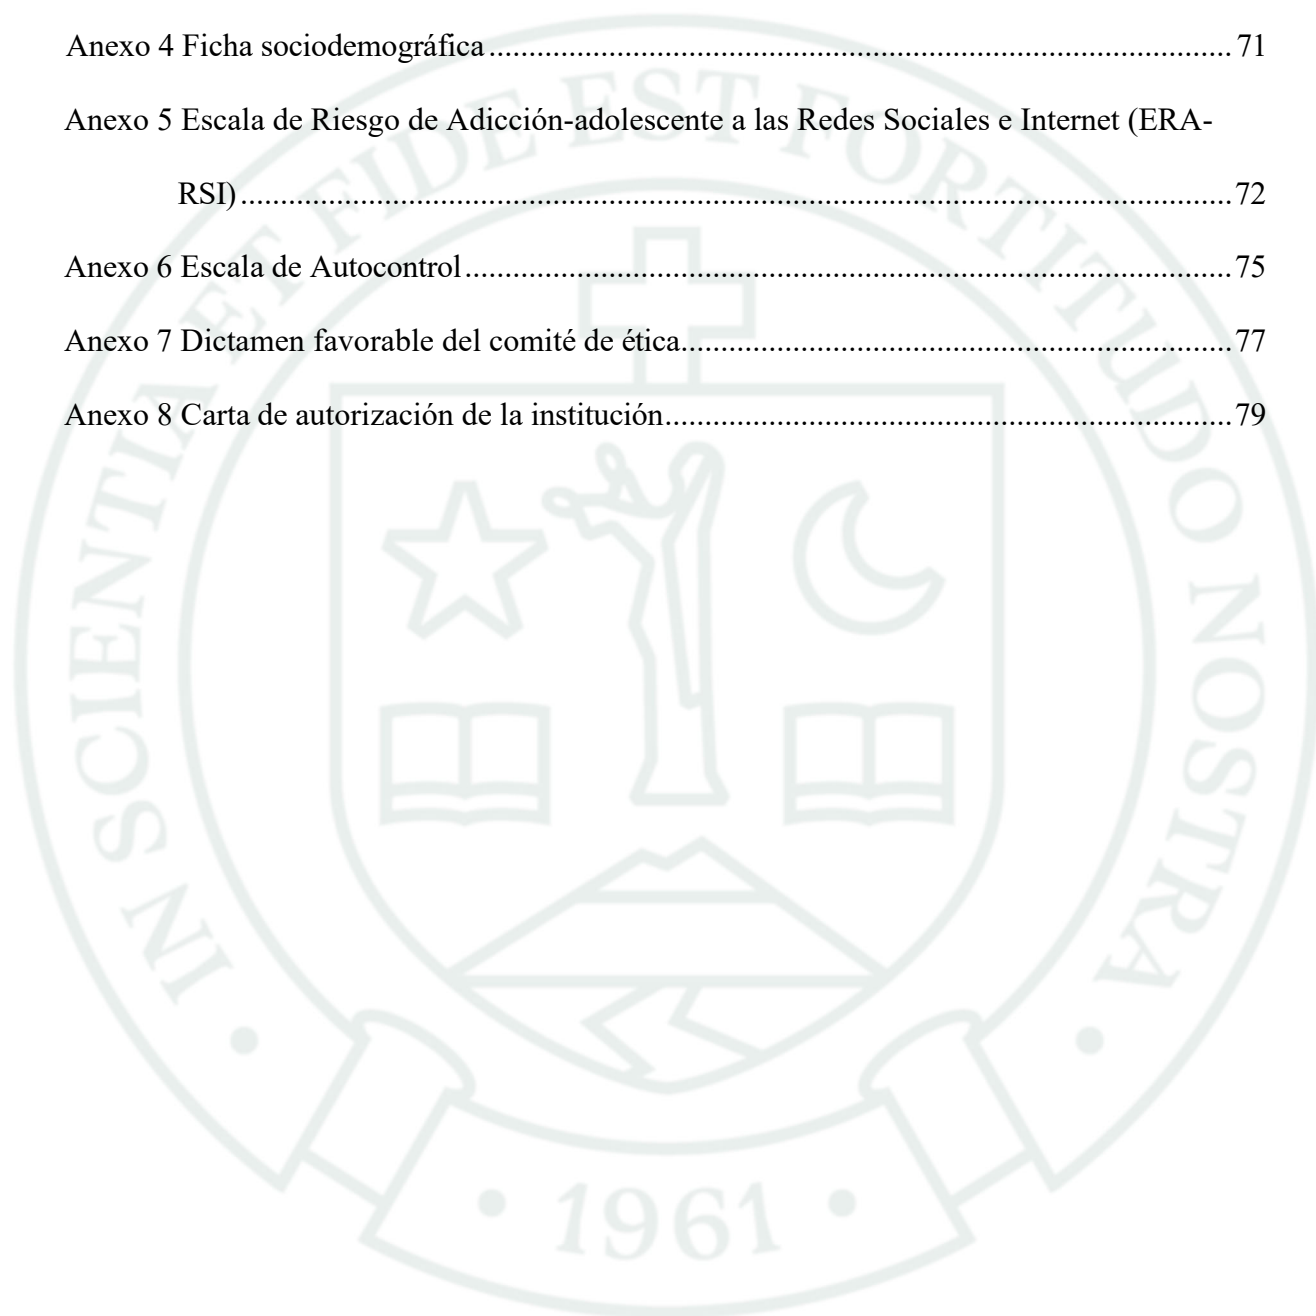 Anexo 4 Ficha sociodemográfica.......... 71
Anexo 5 Escala de Riesgo de Adicción-adolescente a las Redes Sociales e Internet (ERA-
RSI).......... 72
Anexo 6 Escala de Autocontrol.......... 75
Anexo 7 Dictamen favorable del comité de ética.......... 77
Anexo 8 Carta de autorización de la institución.......... 79
IN SCIENTIA ET FIDE EST FORTITUDO NOSTRA
• 1961 •